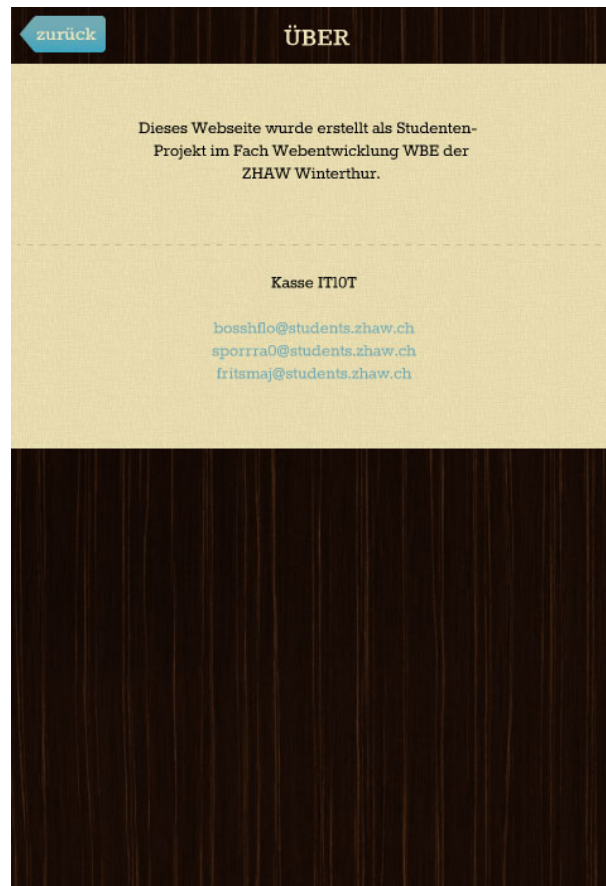 zurück
ÜBER
Dieses Webseite wurde erstellt als Studenten-
Projekt im Fach Webentwicklung WBE der
ZHAW Winterthur.
Kasse IT10T
bosshflo@students.zhaw.ch
sporrra0@students.zhaw.ch
fritsmaj@students.zhaw.ch